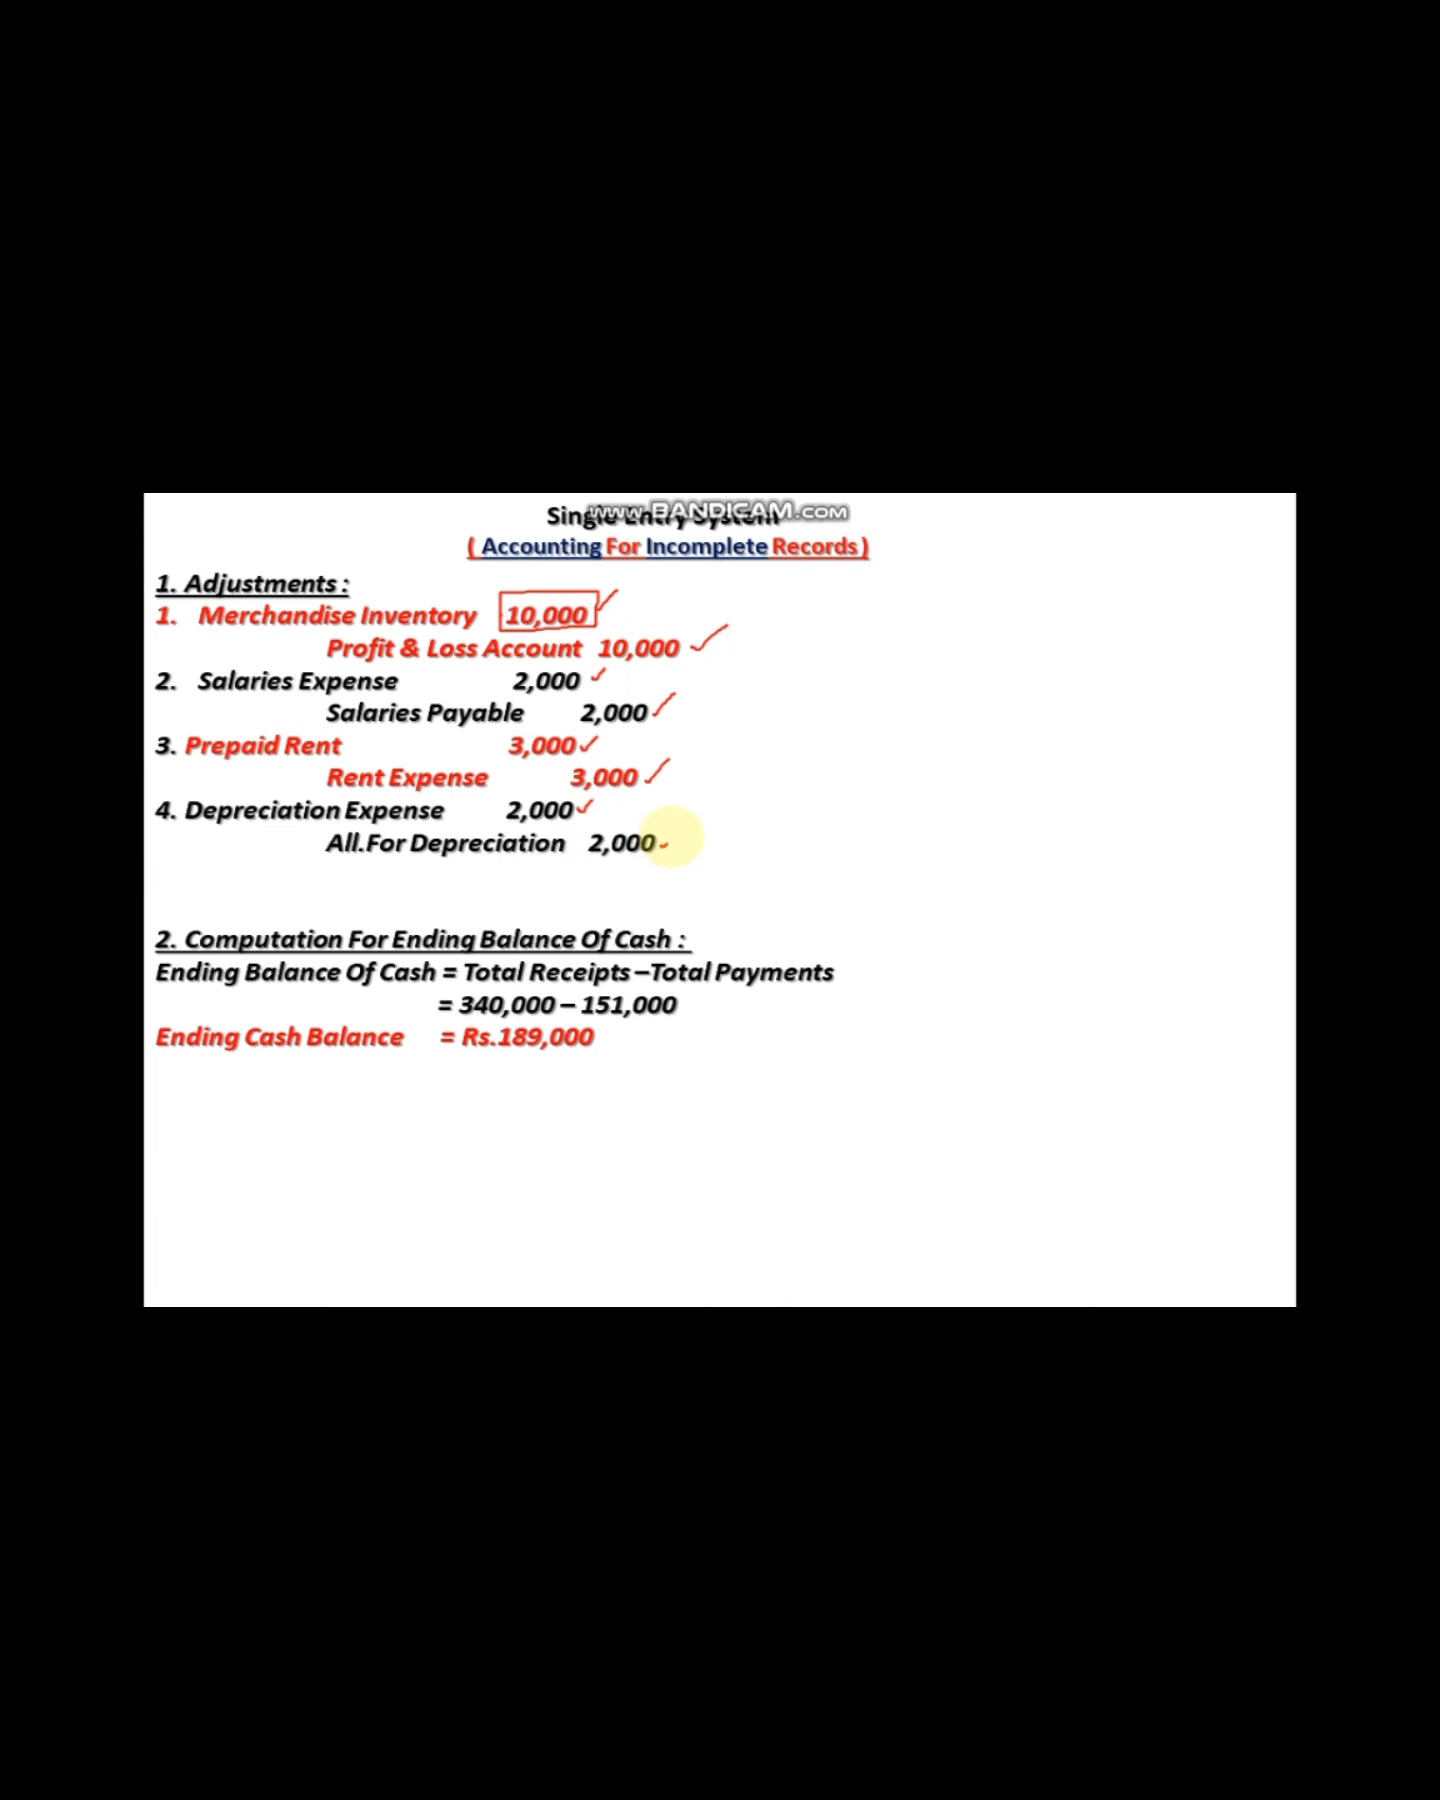 www.BANDICAM.com
Single Entry System
( Accounting For Incomplete Records )
1. Adjustments :
1. Merchandise Inventory 10,000
Profit & Loss Account 10,000
2. Salaries Expense 2,000
Salaries Payable 2,000
3. Prepaid Rent 3,000
Rent Expense 3,000
4. Depreciation Expense 2,000
All.For Depreciation 2,000
2. Computation For Ending Balance Of Cash :
Ending Balance Of Cash = Total Receipts –Total Payments
= 340,000 – 151,000
Ending Cash Balance = Rs.189,000